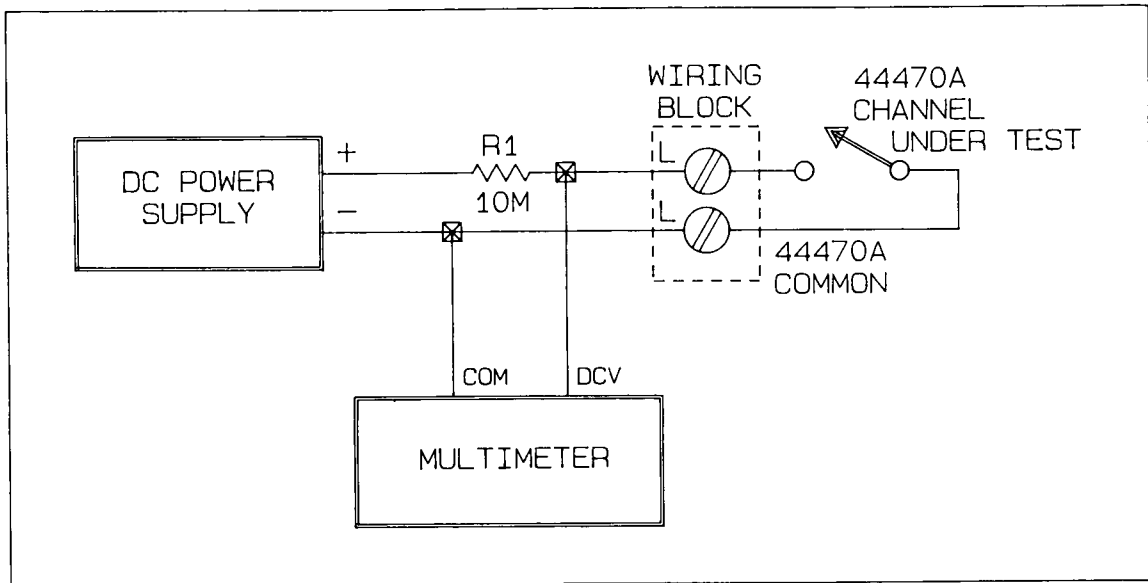 WIRING
BLOCK
44470A
CHANNEL
UNDER TEST
DC POWER
SUPPLY
+
-
R1
10M
L
L
44470A
COMMON
COM
DCV
MULTIMETER